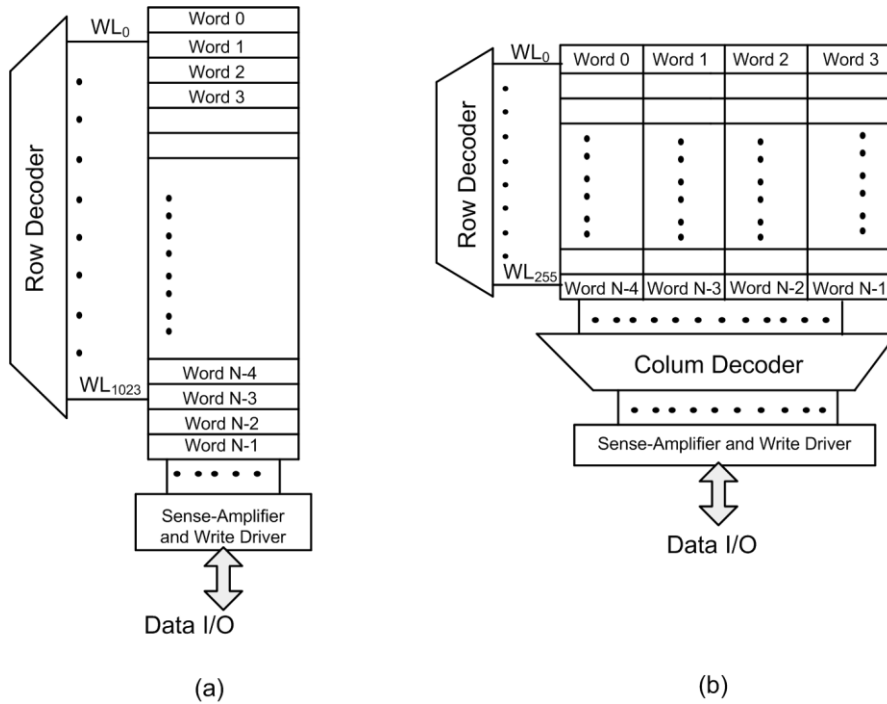 WL0
Word 0
Word 1
Word 2
Word 3
Row Decoder
WL1023
Word N-4
Word N-3
Word N-2
Word N-1
Sense-Amplifier
and Write Driver
Data I/O
(a)
WL0
Word 0 Word 1 Word 2 Word 3
Row Decoder
WL255
Word N-4 Word N-3 Word N-2 Word N-1
Colum Decoder
Sense-Amplifier and Write Driver
Data I/O
(b)